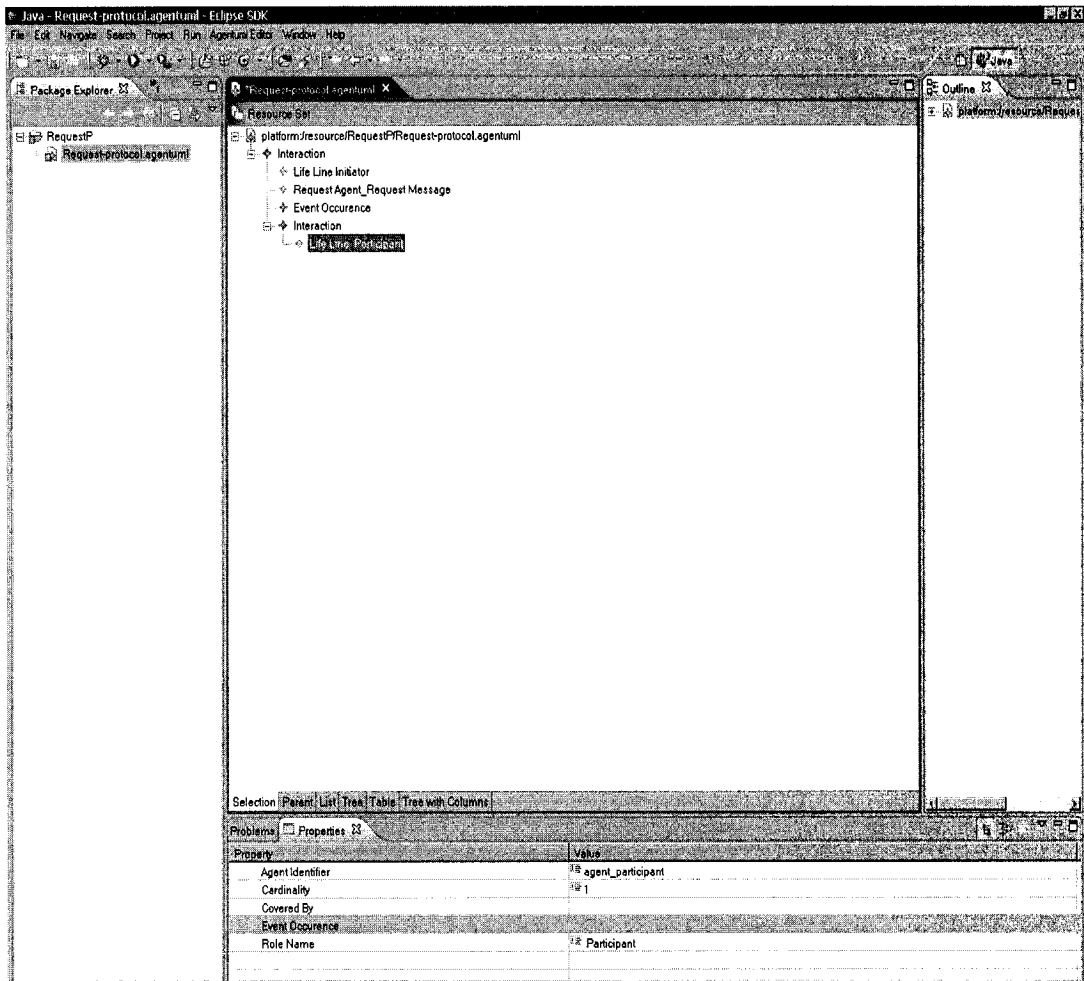 Java - Request-protocol.agentuml - Eclipse SDK
File Edit Navigate Search Project Run Agentuml Editor Window Help
Java
Package Explorer
RequestP
Request-protocol.agentuml
*Request-protocol.agentuml
Resource Set
platform:/resource/RequestP/Request-protocol.agentuml
Interaction
Life Line Initiator
Request Agent_Request Message
Event Occurence
Interaction
Life Line Participant
Selection Parent List Tree Table Tree with Columns
Outline
platform:/resource/Reques
Problems Properties
Property Value
Agent Identifier agent_participant
Cardinality 1
Covered By
Event Occurence
Role Name Participant